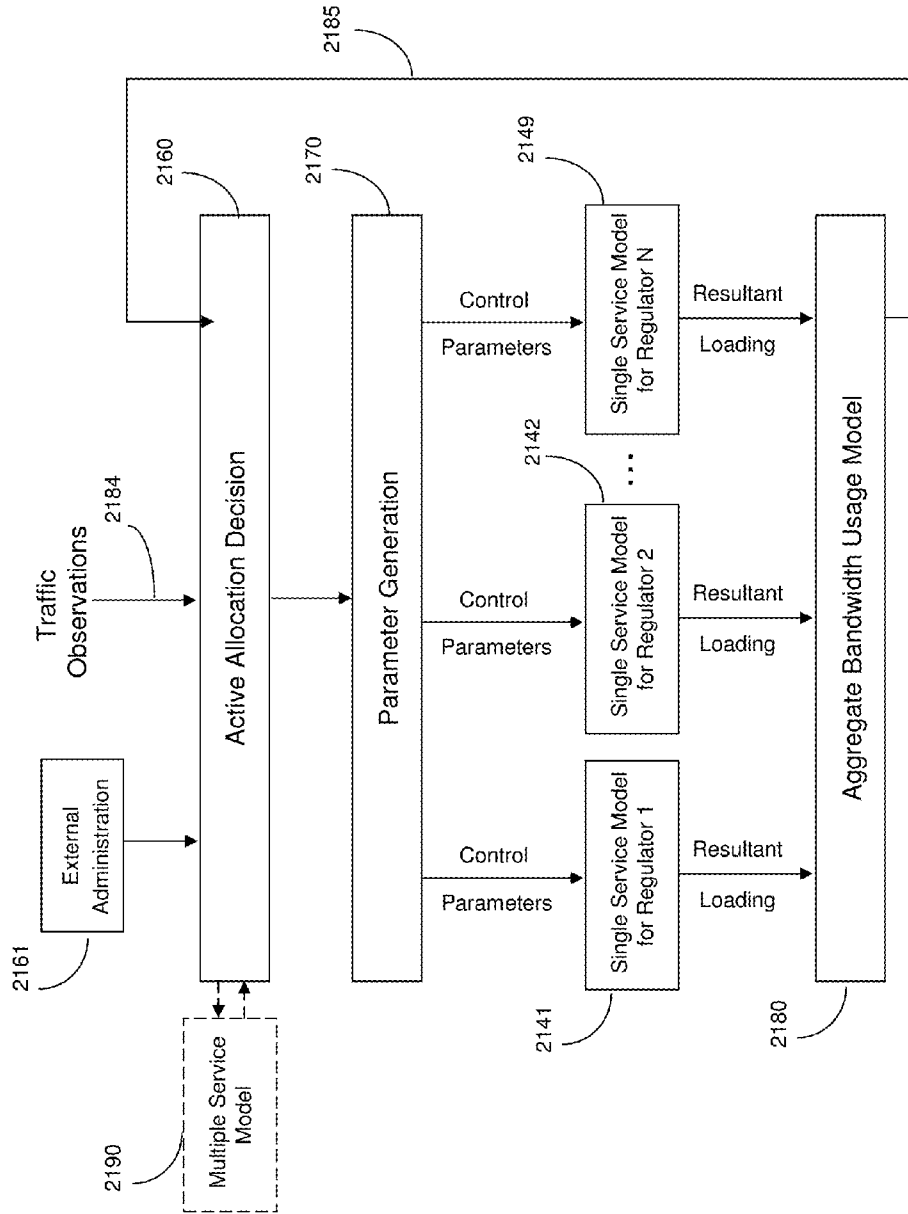 2190
Multiple Service
Model
2161
External
Administration
Traffic
Observations
2184
2185
2160
Active Allocation Decision
2170
Parameter Generation
Control
Parameters
Control
Parameters
Control
Parameters
2141
Single Service Model
for Regulator 1
2142
Single Service Model
for Regulator 2
...
2149
Single Service Model
for Regulator N
Resultant
Loading
Resultant
Loading
Resultant
Loading
2180
Aggregate Bandwidth Usage Model